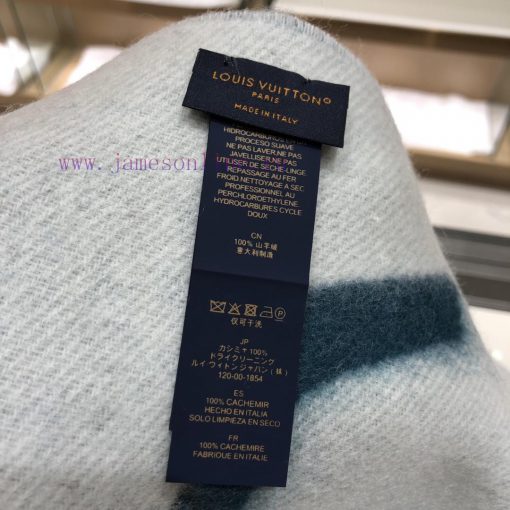 LOUIS VUITTON®
PARIS
MADE IN ITALY
HIDROCARBUROS
PROCESO SUAVE
NE PAS LAVER.NE PAS
JAVELLISER.NE PAS
UTILISER DE SECHE-LINGE
REPASSAGE AU FER
FROID NETTOYAGE A SEC
PROFESSIONNEL AU
PERCHLOROETHYLENE.
HYDROCARBURES CYCLE
DOUX
CN
100% 山羊绒
意大利制造
仅可干洗
JP
カシミヤ 100%
ドライクリーニング
ルイ・ヴィトンジャパン (株)
120-00-1854
ES
100% CACHEMIR
HECHO EN ITALIA
SOLO LIMPIEZA EN SECO
FR
100% CACHEMIRE
FABRIQUE EN ITALIE
www.jameson